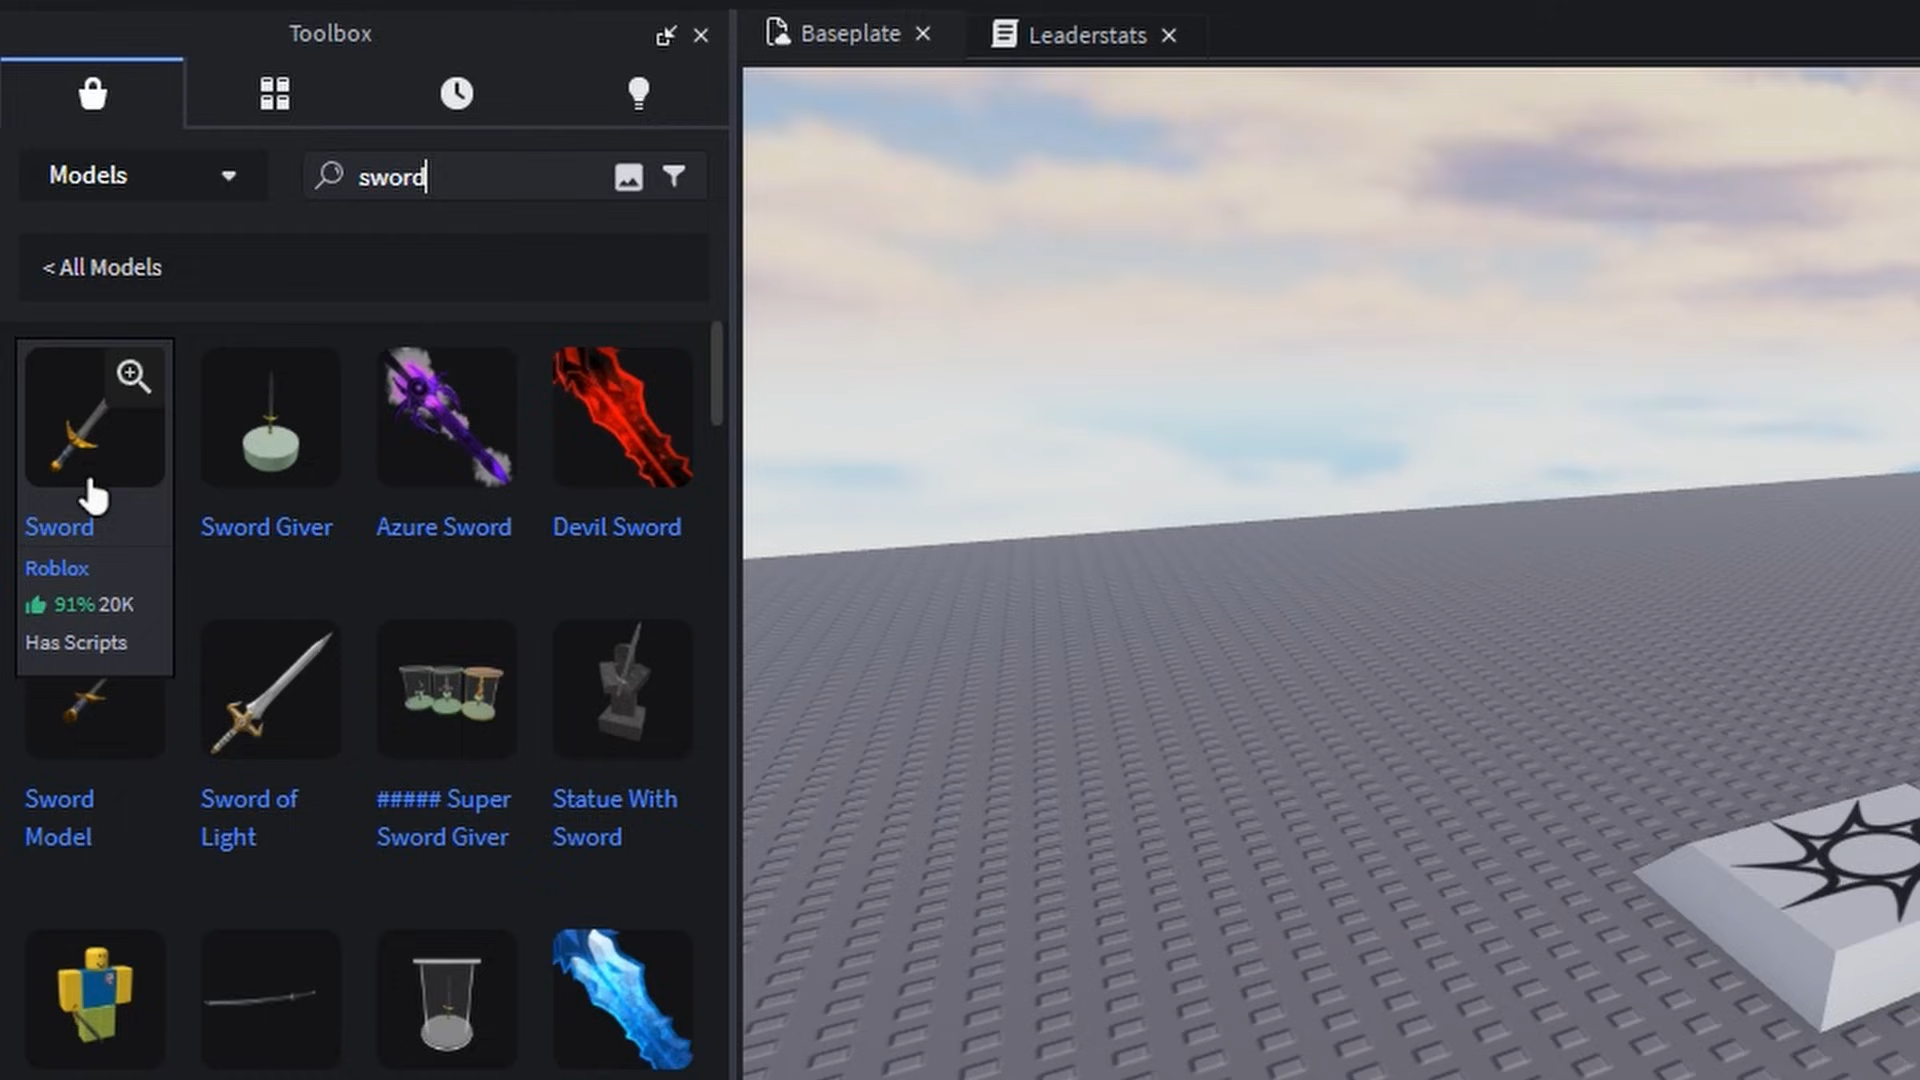 Toolbox
Baseplate
Leaderstats
Models
sword
< All Models
Sword
Sword Giver
Azure Sword
Devil Sword
Roblox
91% 20K
Has Scripts
Sword
Model
Sword of
Light
##### Super
Sword Giver
Statue With
Sword